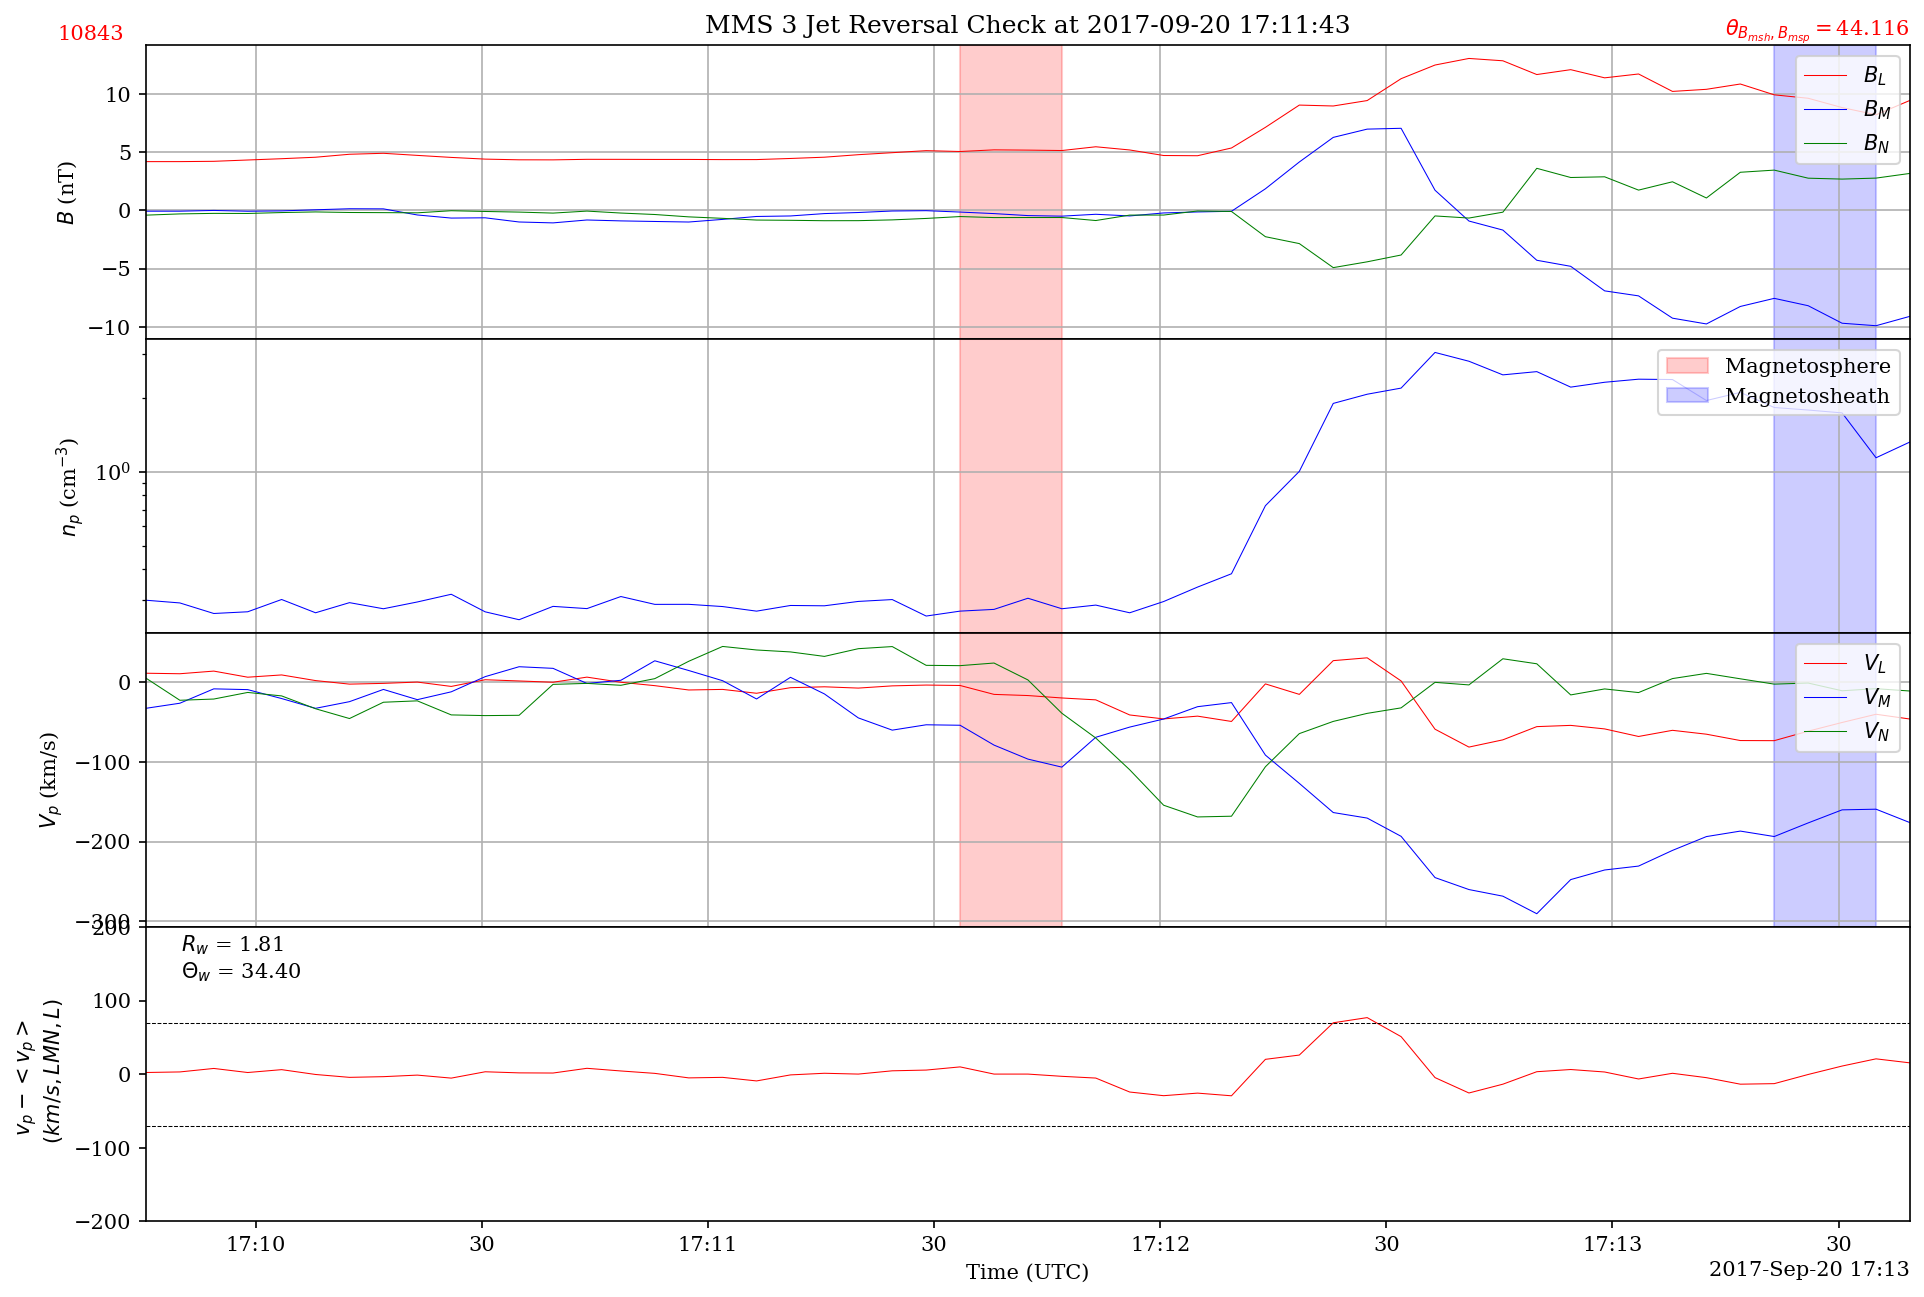 10843
MMS 3 Jet Reversal Check at 2017-09-20 17:11:43
θ_{B_{msh}, B_{msp}} = 44.116
B (nT)
10
5
0
−5
−10
B_L
B_M
B_N
n_p (cm⁻³)
10⁰
Magnetosphere
Magnetosheath
V_p (km/s)
0
−100
−200
−300
V_L
V_M
V_N
v_p − < v_p >
(km/s, LMN, L)
200
100
0
−100
−200
R_w = 1.81
Θ_w = 34.40
17:10 30 17:11 30 17:12 30 17:13 30
Time (UTC)
2017-Sep-20 17:13